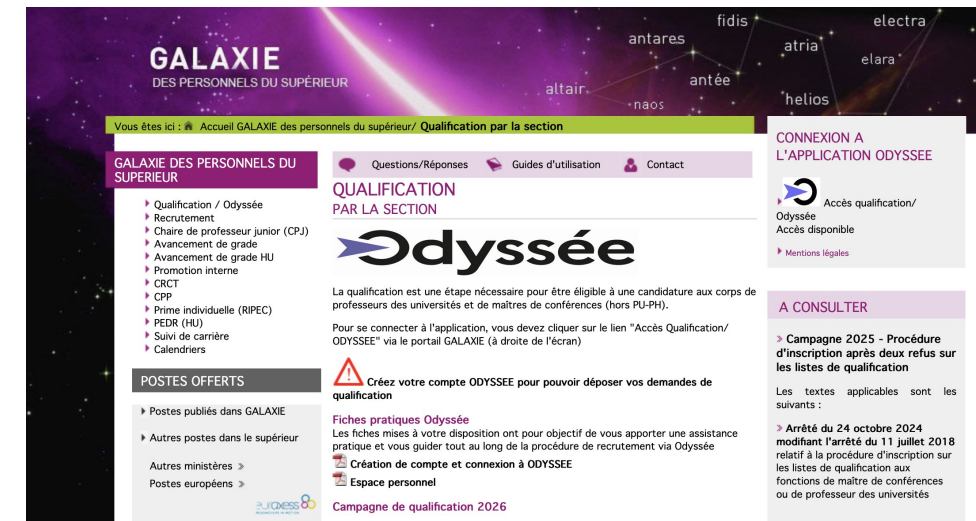 fidis
electra
antares
atria
elara
GALAXIE
DES PERSONNELS DU SUPÉRIEUR
antée
altair
naos
helios
Vous êtes ici : Accueil GALAXIE des personnels du supérieur/ Qualification par la section
GALAXIE DES PERSONNELS DU
SUPERIEUR
Qualification / Odyssée
Recrutement
Chaire de professeur junior (CPJ)
Avancement de grade
Avancement de grade HU
Promotion interne
CRCT
CPP
Prime individuelle (RIPEC)
PEDR (HU)
Suivi de carrière
Calendriers
POSTES OFFERTS
Postes publiés dans GALAXIE
Autres postes dans le supérieur
Autres ministères »
Postes européens »
euraxess
Questions/Réponses Guides d'utilisation Contact
QUALIFICATION
PAR LA SECTION
Odyssée
La qualification est une étape nécessaire pour être éligible à une candidature aux corps de
professeurs des universités et de maîtres de conférences (hors PU-PH).
Pour se connecter à l'application, vous devez cliquer sur le lien "Accès Qualification/
ODYSSEE" via le portail GALAXIE (à droite de l'écran)
Créez votre compte ODYSSEE pour pouvoir déposer vos demandes de
qualification
Fiches pratiques Odyssée
Les fiches mises à votre disposition ont pour objectif de vous apporter une assistance
pratique et vous guider tout au long de la procédure de recrutement via Odyssée
Création de compte et connexion à ODYSSEE
Espace personnel
Campagne de qualification 2026
CONNEXION A
L'APPLICATION ODYSSEE
Accès qualification/
Odyssée
Accès disponible
Mentions légales
A CONSULTER
» Campagne 2025 - Procédure
d'inscription après deux refus sur
les listes de qualification
Les textes applicables sont les
suivants :
» Arrêté du 24 octobre 2024
modifiant l'arrêté du 11 juillet 2018
relatif à la procédure d'inscription sur
les listes de qualification aux
fonctions de maître de conférences
ou de professeur des universités